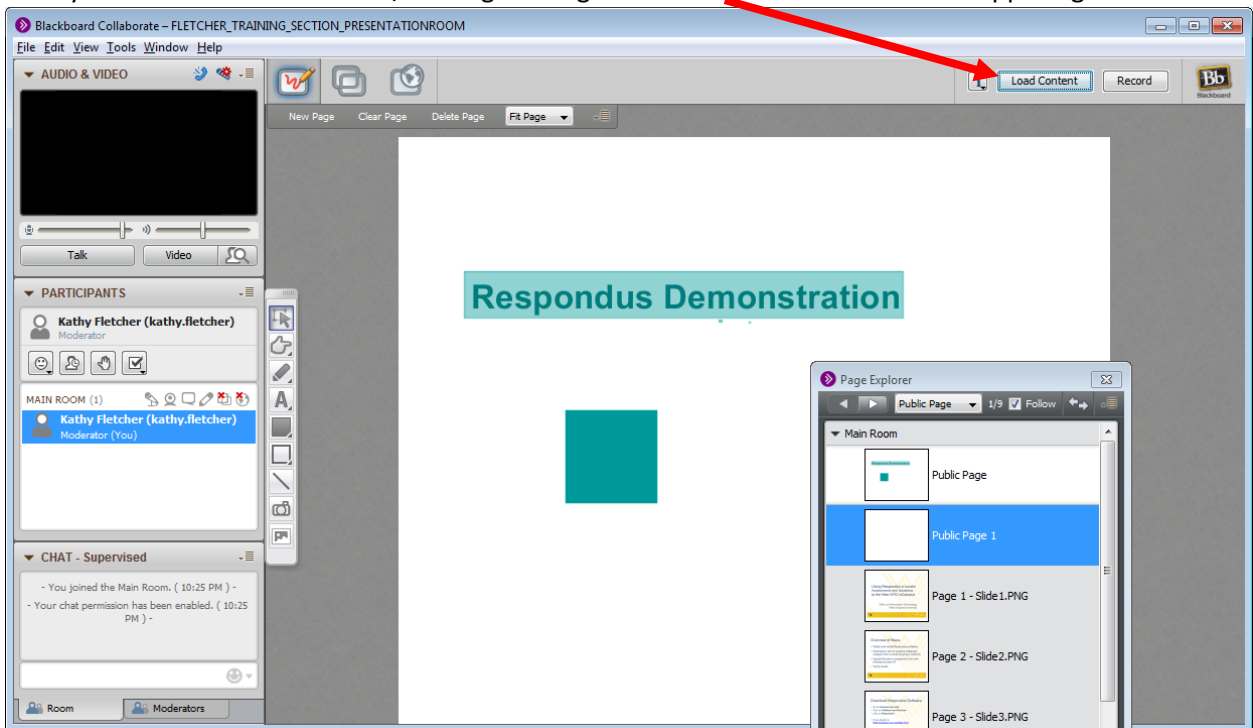 Blackboard Collaborate – FLETCHER_TRAINING_SECTION_PRESENTATIONROOM
File Edit View Tools Window Help
AUDIO & VIDEO
Load Content
Record
Bb
Blackboard
New Page Clear Page Delete Page Fit Page
Talk
Video
Respondus Demonstration
PARTICIPANTS
Kathy Fletcher (kathy.fletcher)
Moderator
MAIN ROOM (1)
Kathy Fletcher (kathy.fletcher)
Moderator (You)
A
CHAT - Supervised
- You joined the Main Room. ( 10:25 PM ) -
- Your chat permission has been enabled. ( 10:25
PM ) -
Room
Moderators
Page Explorer
Public Page 1/9 Follow
Main Room
Public Page
Public Page 1
Page 1 - Slide1.PNG
Page 2 - Slide2.PNG
Page 3 - Slide3.PNG